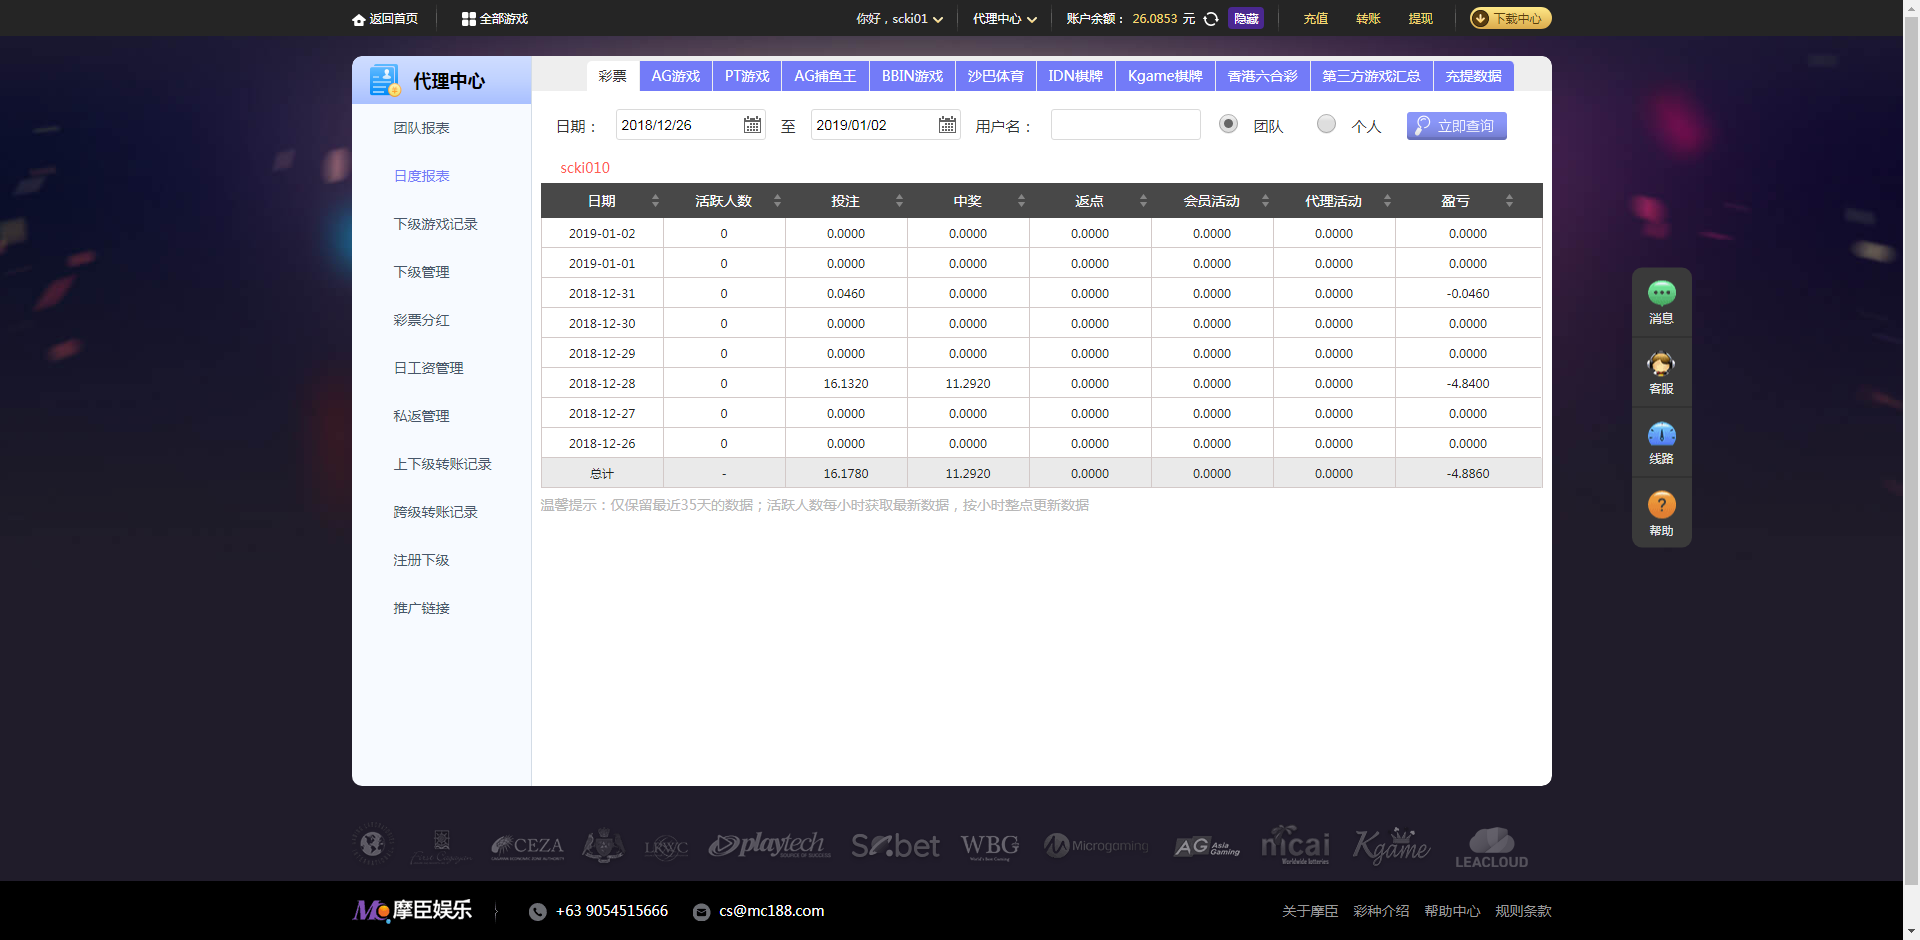 返回首页 全部游戏 你好，scki01 代理中心 账户余额： 26.0853 元 隐藏 充值 转账 提现 下载中心
代理中心
彩票 AG游戏 PT游戏 AG捕鱼王 BBIN游戏 沙巴体育 IDN棋牌 Kgame棋牌 香港六合彩 第三方游戏汇总 充提数据
团队报表
日度报表
下级游戏记录
下级管理
彩票分红
日工资管理
私返管理
上下级转账记录
跨级转账记录
注册下级
推广链接
日期： 2018/12/26 至 2019/01/02 用户名： 团队 个人 立即查询
scki010
日期 活跃人数 投注 中奖 返点 会员活动 代理活动 盈亏
2019-01-02 0 0.0000 0.0000 0.0000 0.0000 0.0000 0.0000
2019-01-01 0 0.0000 0.0000 0.0000 0.0000 0.0000 0.0000
2018-12-31 0 0.0460 0.0000 0.0000 0.0000 0.0000 -0.0460
2018-12-30 0 0.0000 0.0000 0.0000 0.0000 0.0000 0.0000
2018-12-29 0 0.0000 0.0000 0.0000 0.0000 0.0000 0.0000
2018-12-28 0 16.1320 11.2920 0.0000 0.0000 0.0000 -4.8400
2018-12-27 0 0.0000 0.0000 0.0000 0.0000 0.0000 0.0000
2018-12-26 0 0.0000 0.0000 0.0000 0.0000 0.0000 0.0000
总计 - 16.1780 11.2920 0.0000 0.0000 0.0000 -4.8860
温馨提示：仅保留最近35天的数据；活跃人数每小时获取最新数据，按小时整点更新数据
消息
客服
线路
帮助
CEZA LRWC playtech SOURCE OF SUCCESS WBG Microgaming AG Asia Gaming Kgame LEACLOUD
摩臣娱乐 +63 9054515666 cs@mc188.com 关于摩臣 彩种介绍 帮助中心 规则条款